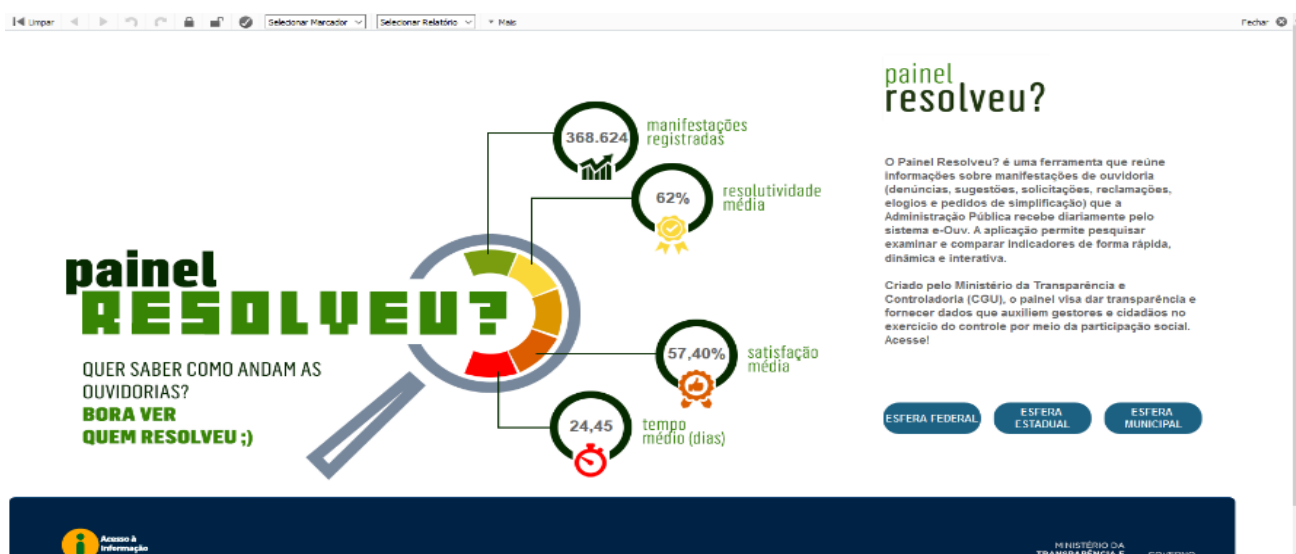 Limpar
Selecionar Marcador
Selecionar Relatório
Mais
Fechar
painel
resolveu?
368.624
manifestações
registradas
62%
resolutividade
média
painel
RESOLVEU?
QUER SABER COMO ANDAM AS
OUVIDORIAS?
BORA VER
QUEM RESOLVEU ;)
57,40%
satisfação
média
24,45
tempo
médio (dias)
O Painel Resolveu? é uma ferramenta que reúne
informações sobre manifestações de ouvidoria
(denúncias, sugestões, solicitações, reclamações,
elogios e pedidos de simplificação) que a
Administração Pública recebe diariamente pelo
sistema e-Ouv. A aplicação permite pesquisar
examinar e comparar indicadores de forma rápida,
dinâmica e interativa.
Criado pelo Ministério da Transparência e
Controladoria (CGU), o painel visa dar transparência e
fornecer dados que auxiliem gestores e cidadãos no
exercício do controle por meio da participação social.
Acesse!
ESFERA FEDERAL
ESFERA
ESTADUAL
ESFERA
MUNICIPAL
Acesso à
Informação
MINISTÉRIO DA
TRANSPARÊNCIA E